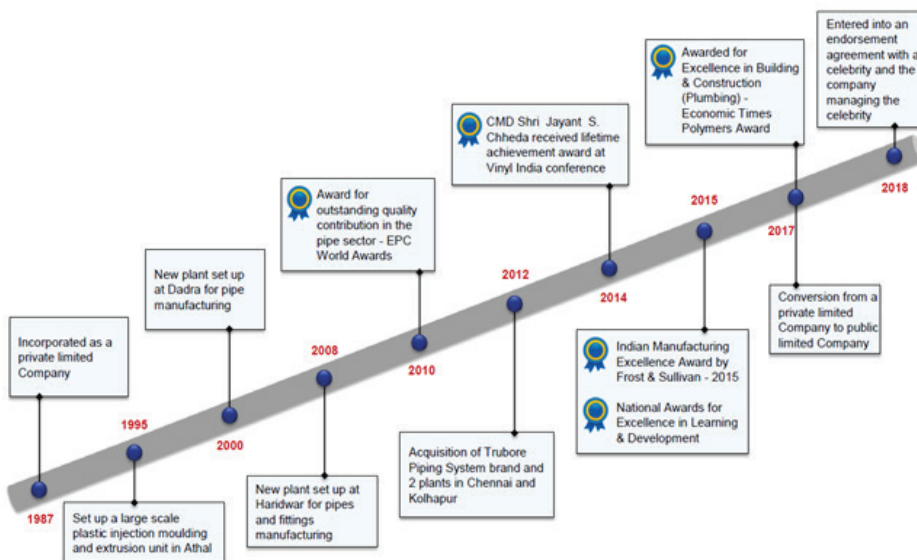 Incorporated as a
private limited
Company
1987
1995
Set up a large scale
plastic injection moulding
and extrusion unit in Athal
New plant set up
at Dadra for pipe
manufacturing
2000
2008
New plant set up at
Haridwar for pipes
and fittings
manufacturing
Award for
outstanding quality
contribution in the
pipe sector - EPC
World Awards
2010
2012
Acquisition of Trubore
Piping System brand and
2 plants in Chennai and
Kolhapur
CMD Shri Jayant S.
Chheda received lifetime
achievement award at
Vinyl India conference
2014
2015
Indian Manufacturing
Excellence Award by
Frost & Sullivan - 2015
National Awards for
Excellence in Learning
& Development
Awarded for
Excellence in Building
& Construction
(Plumbing) -
Economic Times
Polymers Award
2017
Conversion from a
private limited
Company to public
limited Company
Entered into an
endorsement
agreement with a
celebrity and the
company
managing the
celebrity
2018